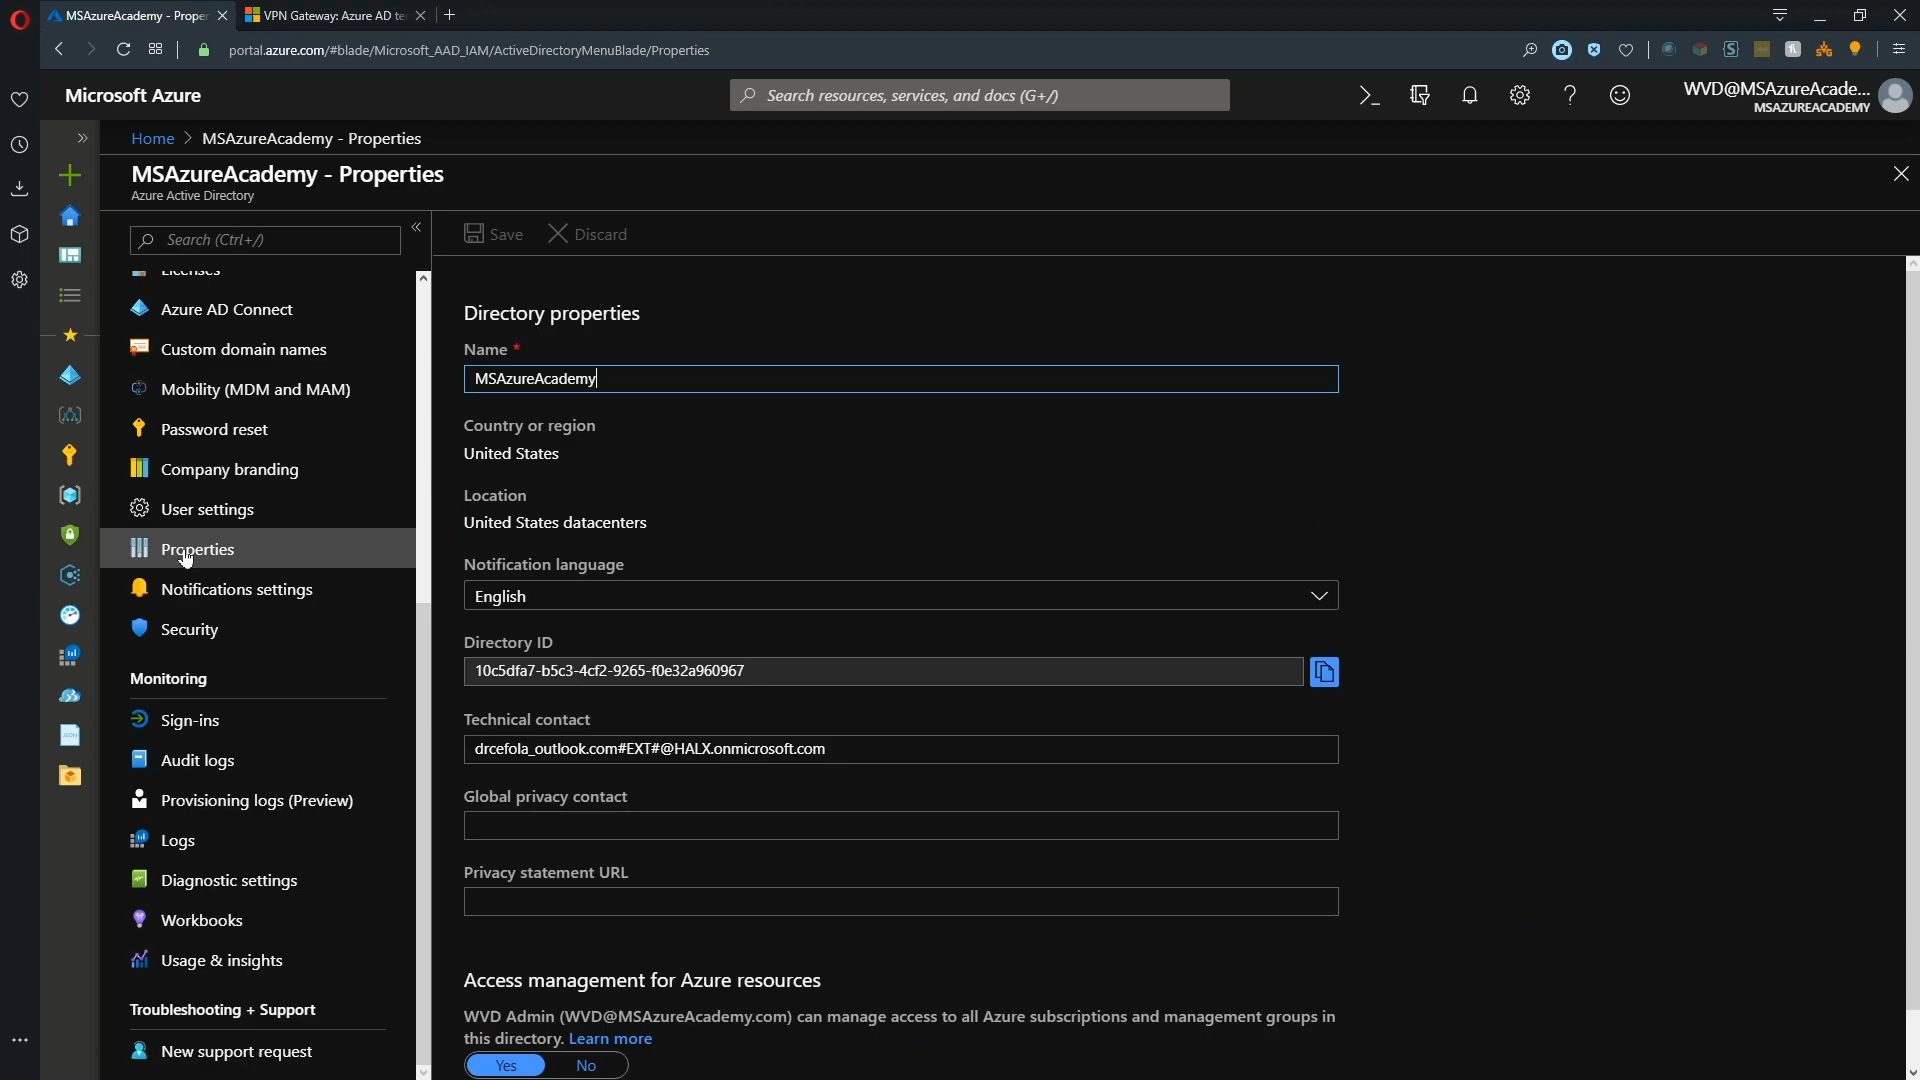 MSAzureAcademy - Proper
VPN Gateway: Azure AD te
portal.azure.com/#blade/Microsoft_AAD_IAM/ActiveDirectoryMenuBlade/Properties
Microsoft Azure
Search resources, services, and docs (G+/)
WVD@MSAzureAcade...
MSAZUREACADEMY
Home > MSAzureAcademy - Properties
MSAzureAcademy - Properties
Azure Active Directory
Search (Ctrl+/)
Licenses
Azure AD Connect
Custom domain names
Mobility (MDM and MAM)
Password reset
Company branding
User settings
Properties
Notifications settings
Security
Monitoring
Sign-ins
Audit logs
Provisioning logs (Preview)
Logs
Diagnostic settings
Workbooks
Usage & insights
Troubleshooting + Support
New support request
Save
Discard
Directory properties
Name *
MSAzureAcademy
Country or region
United States
Location
United States datacenters
Notification language
English
Directory ID
10c5dfa7-b5c3-4cf2-9265-f0e32a960967
Technical contact
drcefola_outlook.com#EXT#@HALX.onmicrosoft.com
Global privacy contact
Privacy statement URL
Access management for Azure resources
WVD Admin (WVD@MSAzureAcademy.com) can manage access to all Azure subscriptions and management groups in
this directory. Learn more
Yes
No